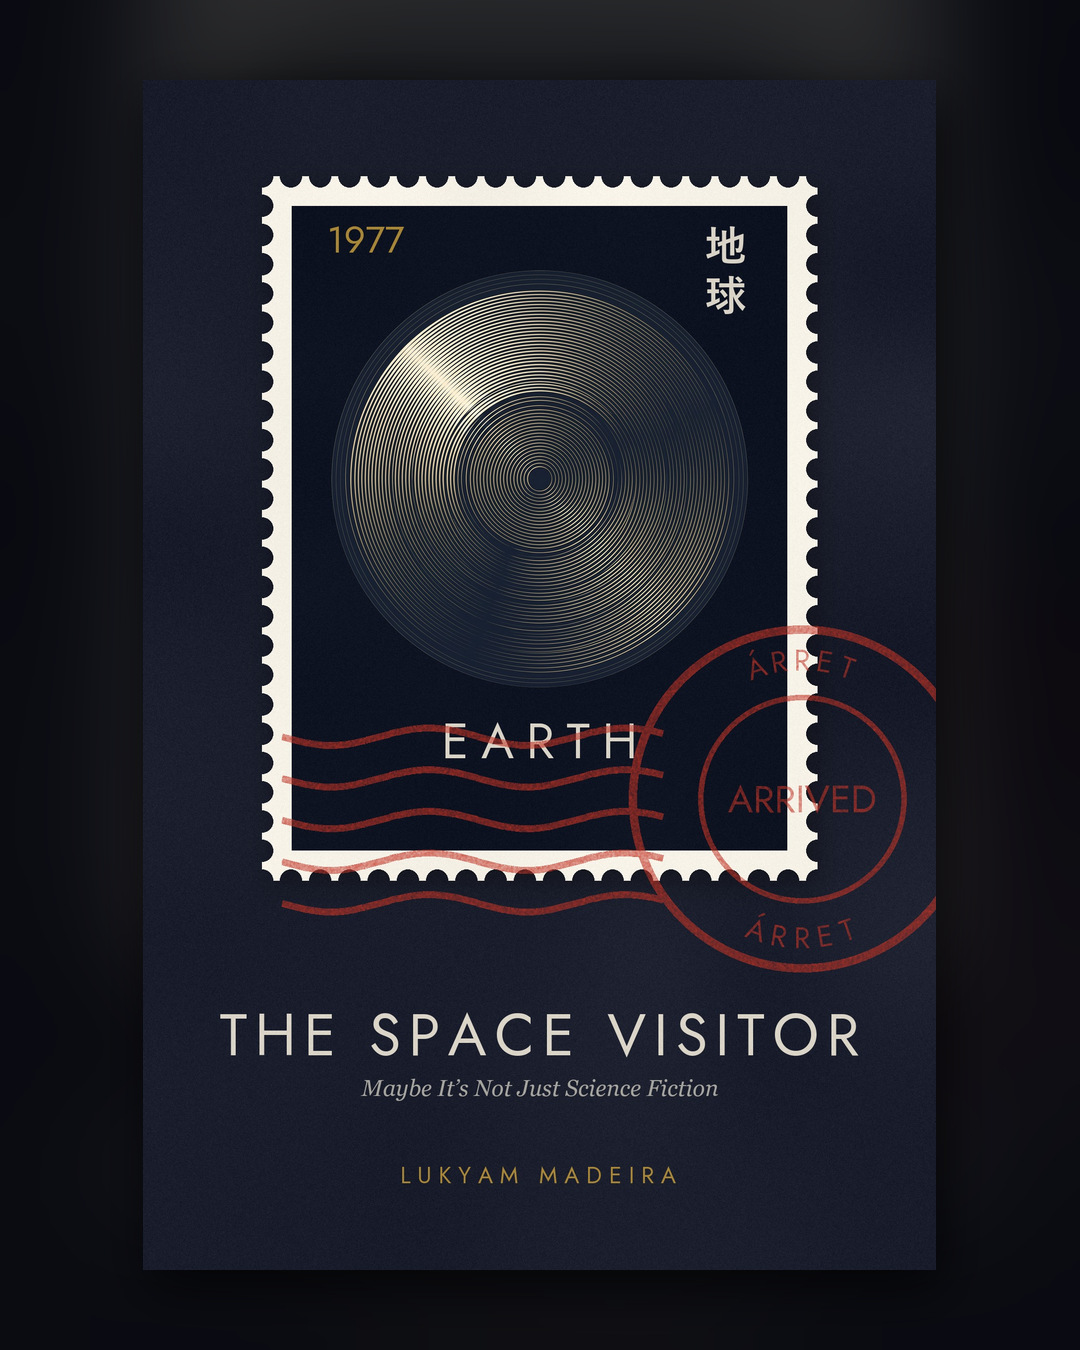 1977
地
球
EARTH
ÁRRET
ARRIVED
ÁRRET
THE SPACE VISITOR
Maybe It’s Not Just Science Fiction
LUKYAM MADEIRA